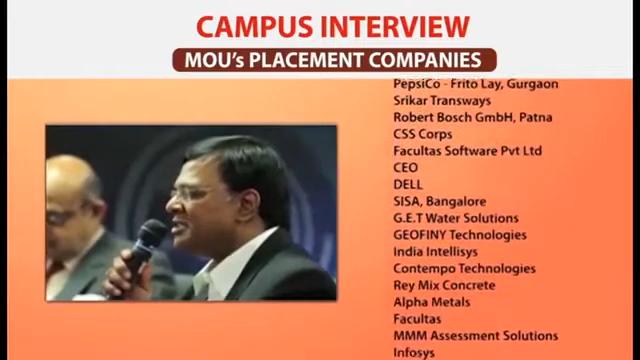 CAMPUS INTERVIEW
MOU's PLACEMENT COMPANIES
PepsiCo - Frito Lay, Gurgaon
Srikar Transways
Robert Bosch GmbH, Patna
CSS Corps
Facultas Software Pvt Ltd
CEO
DELL
SISA, Bangalore
G.E.T Water Solutions
GEOFINY Technologies
India Intellisys
Contempo Technologies
Rey Mix Concrete
Alpha Metals
Facultas
MMM Assessment Solutions
Infosys